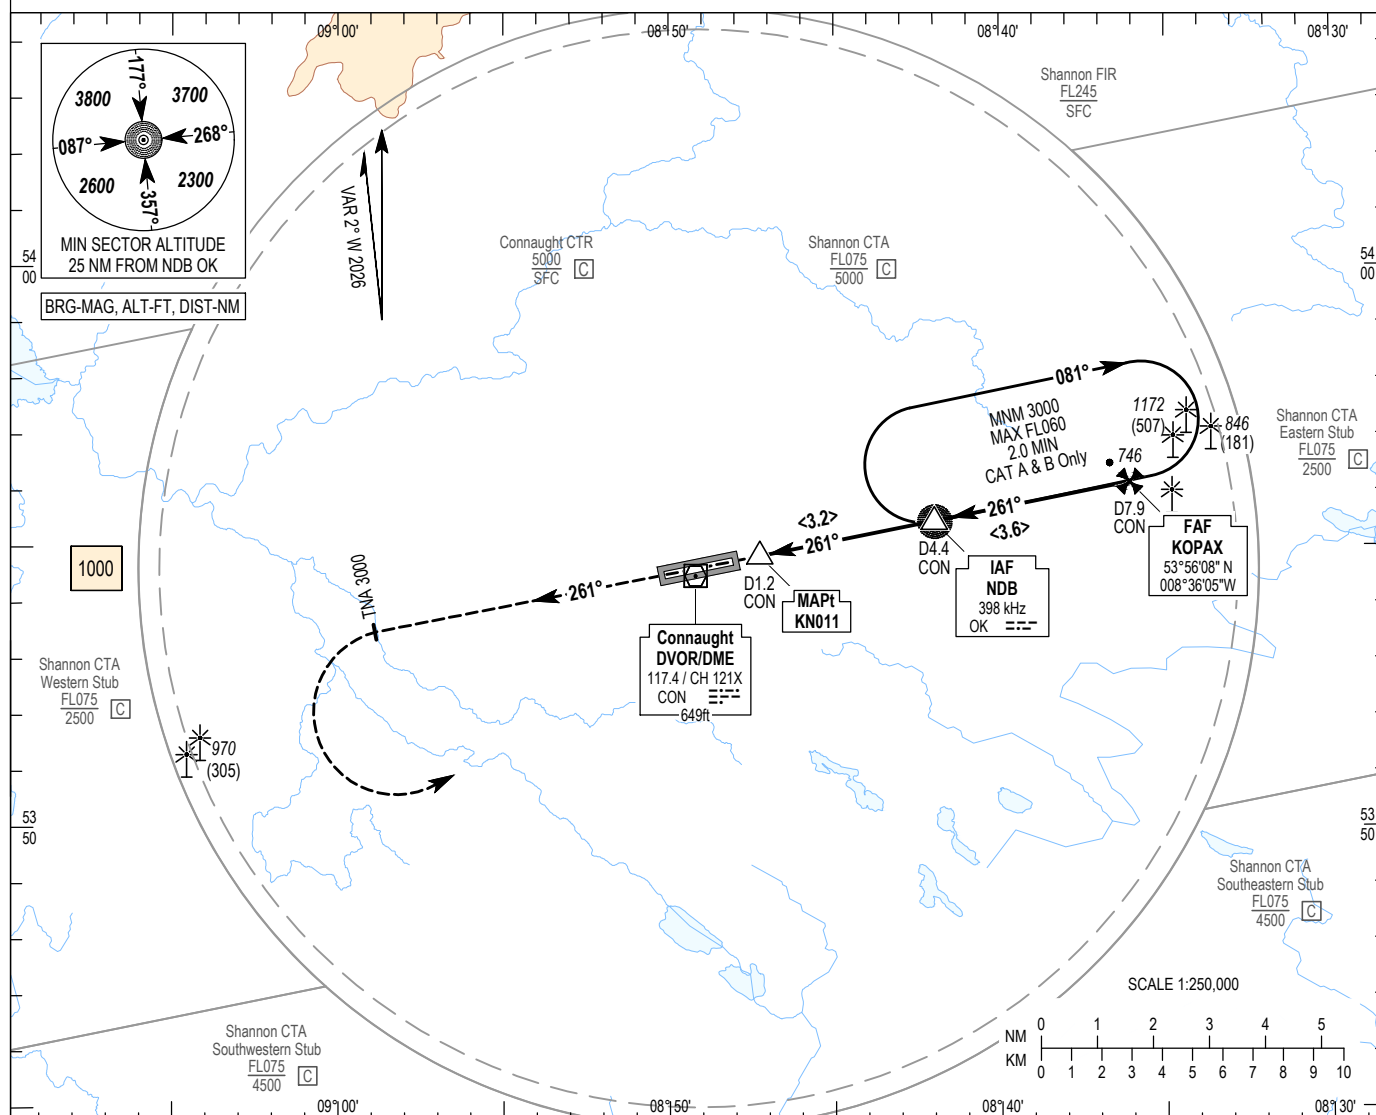 09°00'
08°50'
08°40'
08°30'
177°
3800
3700
087°
268°
2600
2300
357°
MIN SECTOR ALTITUDE
25 NM FROM NDB OK
BRG-MAG, ALT-FT, DIST-NM
VAR 2° W 2026
Shannon FIR
FL245
SFC
Connaught CTR
5000
SFC
C
Shannon CTA
FL075
5000
C
54
00
54
00
081°
MNM 3000
MAX FL060
2.0 MIN
CAT A & B Only
1172
(507)
846
(181)
746
Shannon CTA
Eastern Stub
FL075
2500
C
261°
<3.6>
D7.9
CON
FAF
KOPAX
53°56'08" N
008°36'05"W
<3.2>
261°
D4.4
CON
IAF
NDB
398 kHz
OK
D1.2
CON
MAPt
KN011
1000
261°
TNA 3000
Connaught
DVOR/DME
117.4 / CH 121X
CON
649ft
Shannon CTA
Western Stub
FL075
2500
C
970
(305)
53
50
53
50
Shannon CTA
Southeastern Stub
FL075
4500
C
Shannon CTA
Southwestern Stub
FL075
4500
C
SCALE 1:250,000
NM 0 1 2 3 4 5
KM 0 1 2 3 4 5 6 7 8 9 10
09°00'
08°50'
08°40'
08°30'